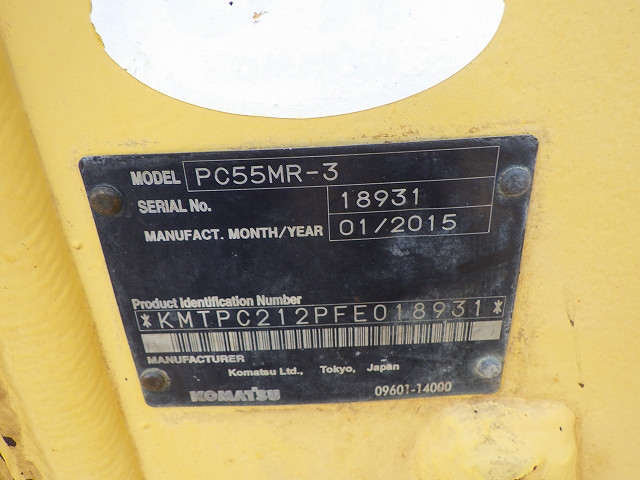 MODEL PC55MR-3
SERIAL No. 18931
MANUFACT. MONTH/YEAR 01/2015
Product Identification Number
*KMTPC212PFE018931*
MANUFACTURER
Komatsu Ltd., Tokyo, Japan
KOMATSU 09601-14000